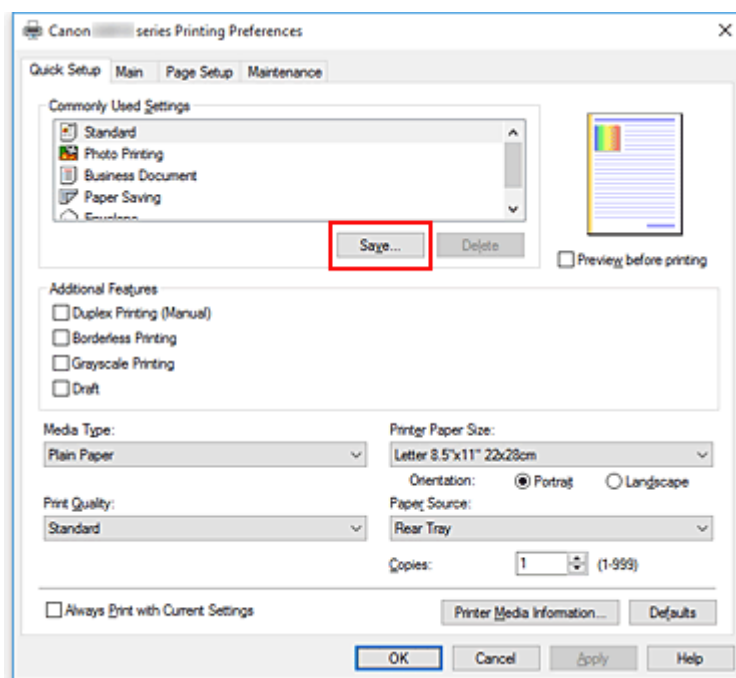 Canon series Printing Preferences
Quick Setup Main Page Setup Maintenance
Commonly Used Settings
Standard
Photo Printing
Business Document
Paper Saving
Envelope
Save... Delete
Preview before printing
Additional Features
Duplex Printing (Manual)
Borderless Printing
Grayscale Printing
Draft
Media Type: Printer Paper Size:
Plain Paper Letter 8.5"x11" 22x28cm
Orientation: Portrait Landscape
Print Quality: Paper Source:
Standard Rear Tray
Copies: 1 (1-999)
Always Print with Current Settings Printer Media Information... Defaults
OK Cancel Apply Help